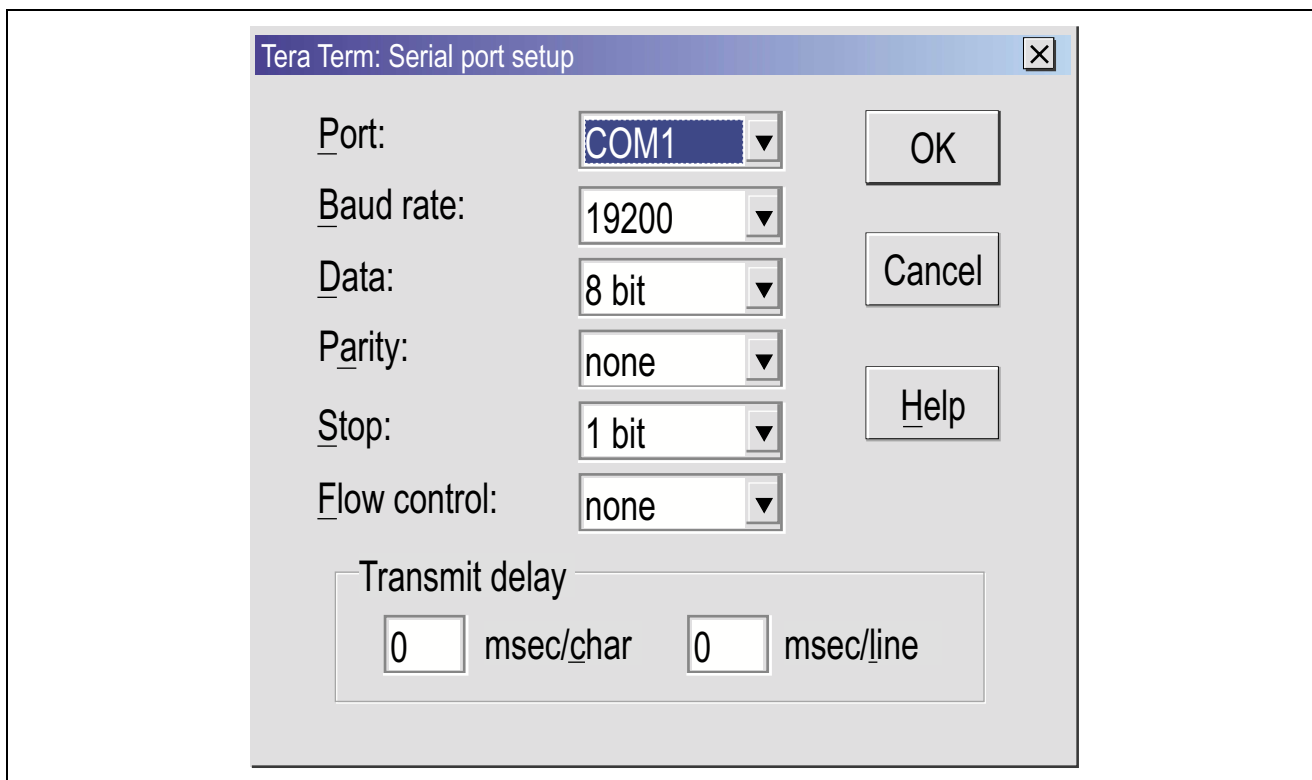 Tera Term: Serial port setup
Port:
COM1
OK
Baud rate:
19200
Data:
8 bit
Cancel
Parity:
none
Stop:
1 bit
Help
Flow control:
none
Transmit delay
0 msec/char 0 msec/line